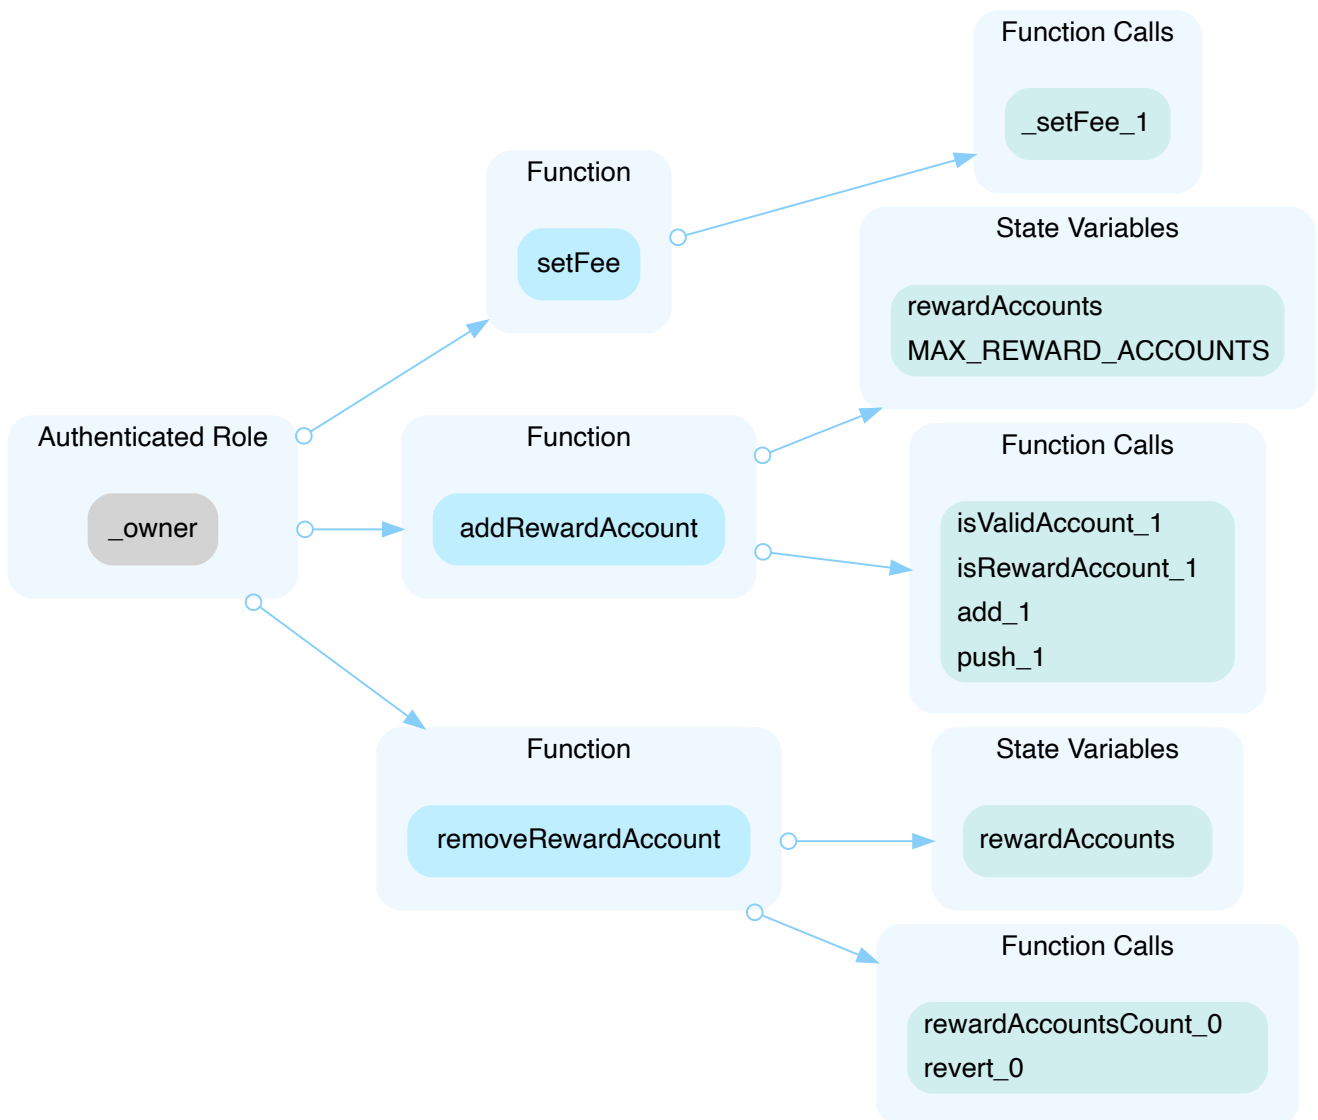 Function Calls
_setFee_1
Function
setFee
State Variables
rewardAccounts
MAX_REWARD_ACCOUNTS
Authenticated Role
_owner
Function
addRewardAccount
Function Calls
isValidAccount_1
isRewardAccount_1
add_1
push_1
Function
removeRewardAccount
State Variables
rewardAccounts
Function Calls
rewardAccountsCount_0
revert_0